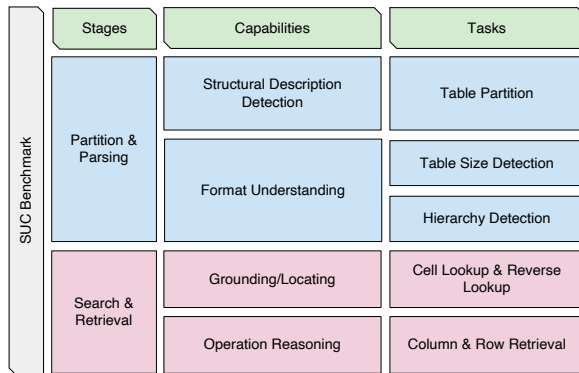 SUC Benchmark
Stages
Capabilities
Tasks
Partition &
Parsing
Structural Description
Detection
Table Partition
Format Understanding
Table Size Detection
Hierarchy Detection
Search &
Retrieval
Grounding/Locating
Cell Lookup & Reverse
Lookup
Operation Reasoning
Column & Row Retrieval